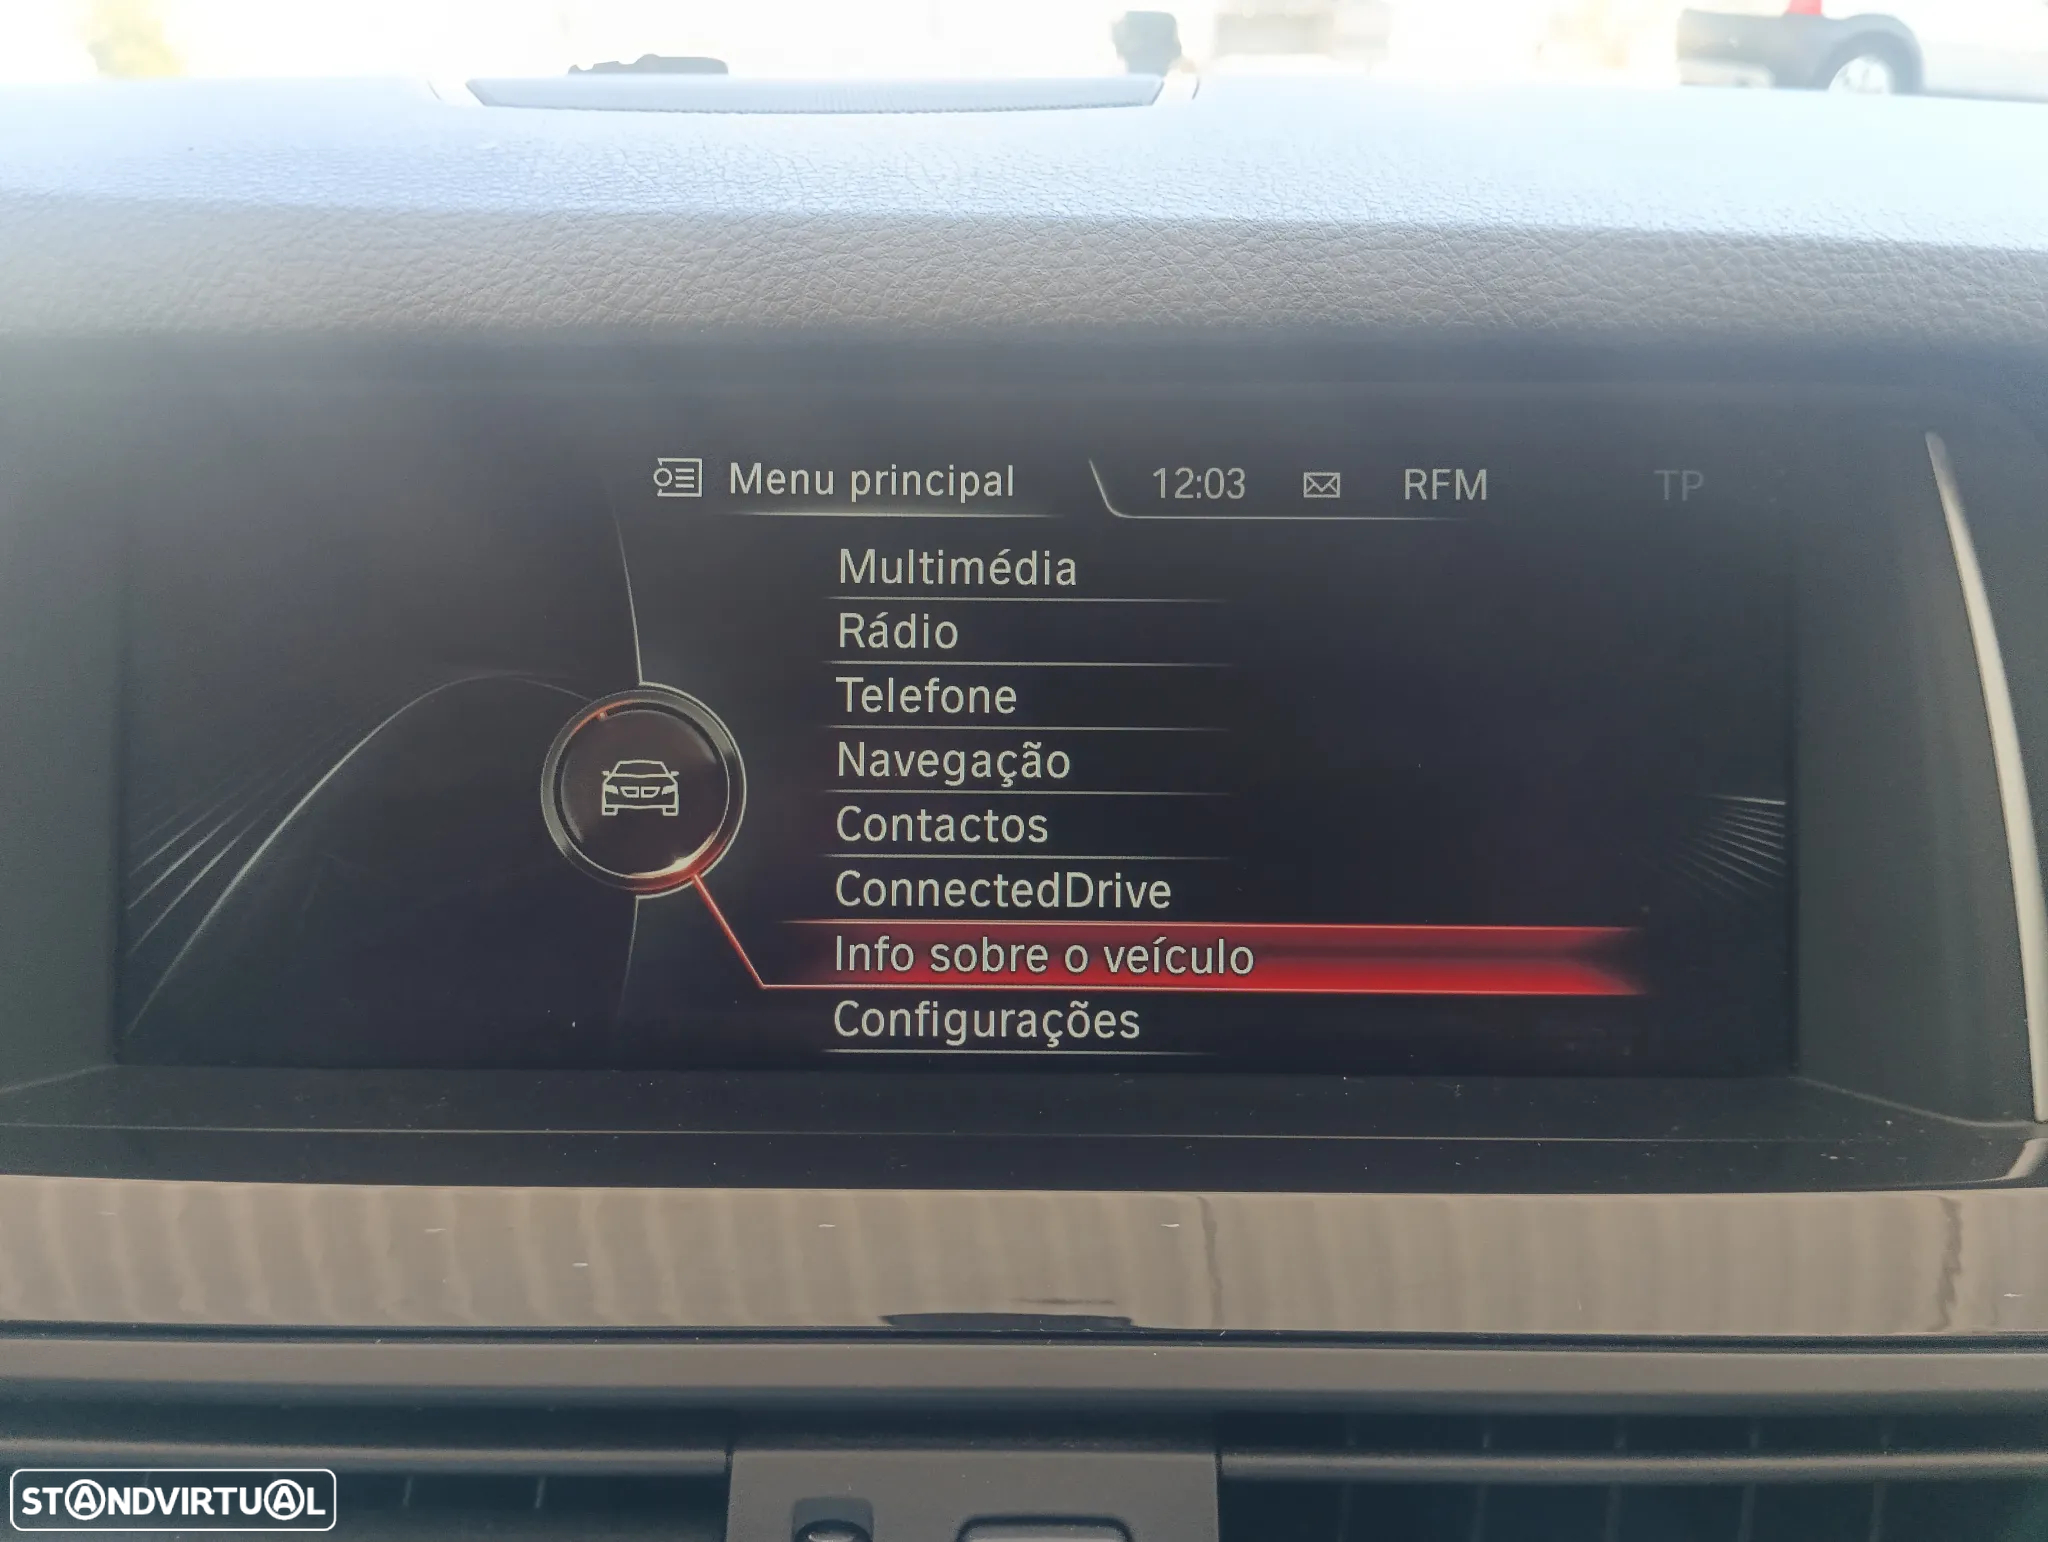 Menu principal 12:03 RFM TP
Multimédia
Rádio
Telefone
Navegação
Contactos
ConnectedDrive
Info sobre o veículo
Configurações
STANDVIRTUAL